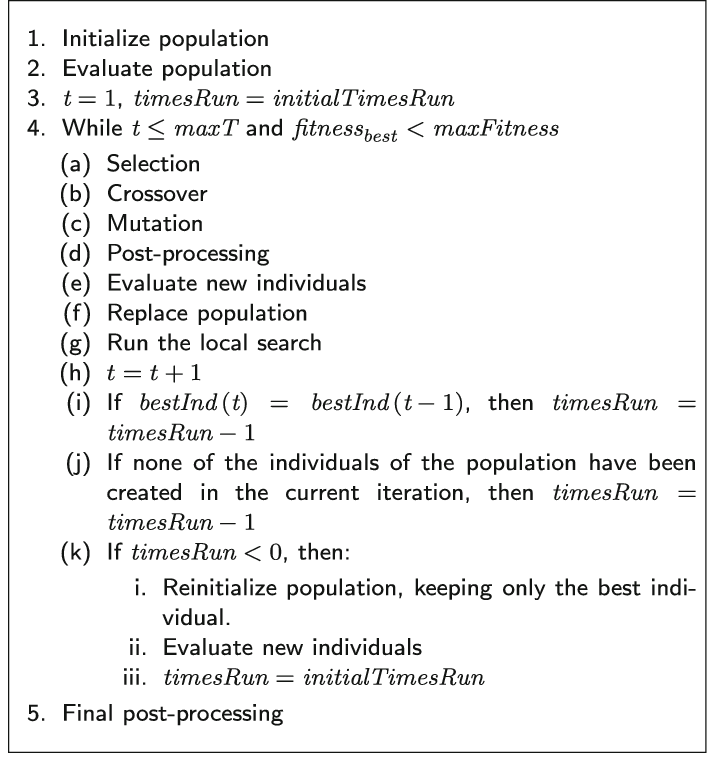 1. Initialize population
2. Evaluate population
3. t = 1, timesRun = initialTimesRun
4. While t ≤ maxT and fitness_best < maxFitness
(a) Selection
(b) Crossover
(c) Mutation
(d) Post-processing
(e) Evaluate new individuals
(f) Replace population
(g) Run the local search
(h) t = t + 1
(i) If bestInd (t) = bestInd (t − 1), then timesRun =
timesRun − 1
(j) If none of the individuals of the population have been
created in the current iteration, then timesRun =
timesRun − 1
(k) If timesRun < 0, then:
i. Reinitialize population, keeping only the best indi-
vidual.
ii. Evaluate new individuals
iii. timesRun = initialTimesRun
5. Final post-processing